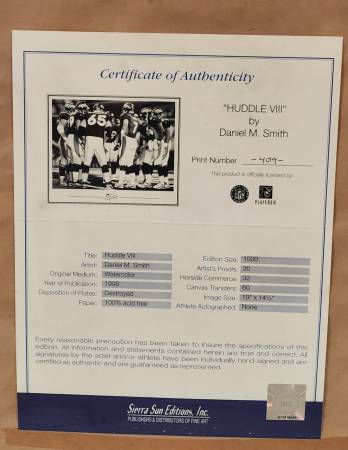 Certificate of Authenticity
65
"HUDDLE VIII"
by
Daniel M. Smith
Print Number -409-
This product is officially licensed by:
PLAYERS
Title: Huddle VIII
Artist: Daniel M. Smith
Original Medium: Watercolor
Year of Publication: 1998
Disposition of Plates: Destroyed
Paper: 100% acid free
Edition Size: 1000
Artist's Proofs: 30
Florside Commerce: 32
Canvas Transfers: 60
Image Size: 19" x 14¾"
Athlete Autographed: None
Every reasonable precaution has been taken to insure the specifications of this
edition. All information and statements contained herein are true and correct. All
signatures by the artist and/or athlete have been individually hand-signed and are
certified as authentic and are guaranteed as represented.
Sierra Sun Editions, Inc.
PUBLISHERS & DISTRIBUTORS OF FINE ART